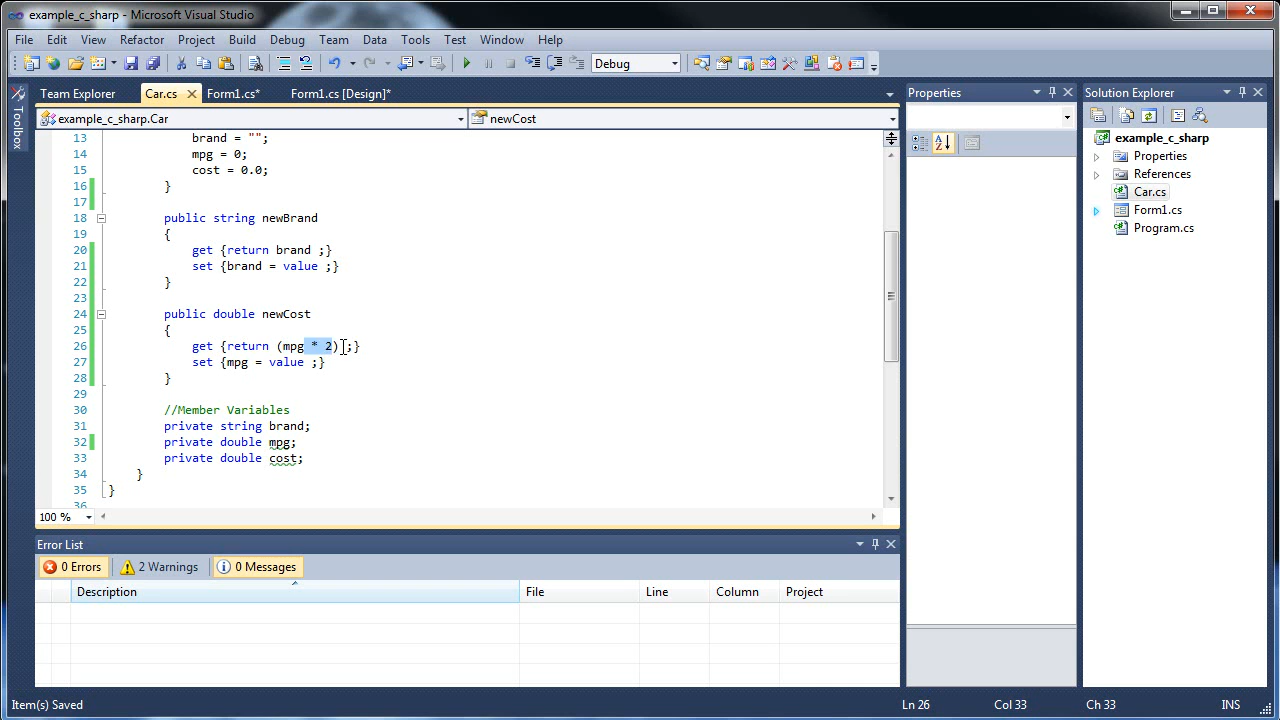 example_c_sharp - Microsoft Visual Studio
File Edit View Refactor Project Build Debug Team Data Tools Test Window Help
Debug
Team Explorer Car.cs Form1.cs* Form1.cs [Design]*
example_c_sharp.Car newCost
13 brand = "";
14 mpg = 0;
15 cost = 0.0;
16 }
17
18 public string newBrand
19 {
20 get {return brand ;}
21 set {brand = value ;}
22 }
23
24 public double newCost
25 {
26 get {return (mpg * 2) ;}
27 set {mpg = value ;}
28 }
29
30 //Member Variables
31 private string brand;
32 private double mpg;
33 private double cost;
34 }
35 }
36
100 %
Toolbox
Error List
0 Errors 2 Warnings 0 Messages
Description File Line Column Project
Properties
Solution Explorer
example_c_sharp
Properties
References
Car.cs
Form1.cs
Program.cs
Item(s) Saved Ln 26 Col 33 Ch 33 INS